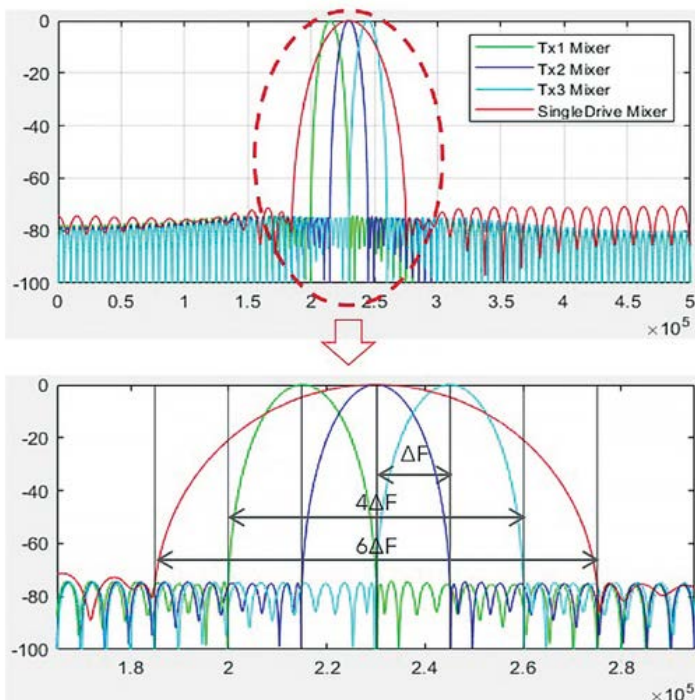 0
-20
-40
-60
-80
-100
Tx1 Mixer
Tx2 Mixer
Tx3 Mixer
SingleDrive Mixer
0 0.5 1 1.5 2 2.5 3 3.5 4 4.5 5
×10⁵
0
-20
-40
-60
-80
-100
ΔF
4ΔF
6ΔF
1.8 2 2.2 2.4 2.6 2.8
×10⁵